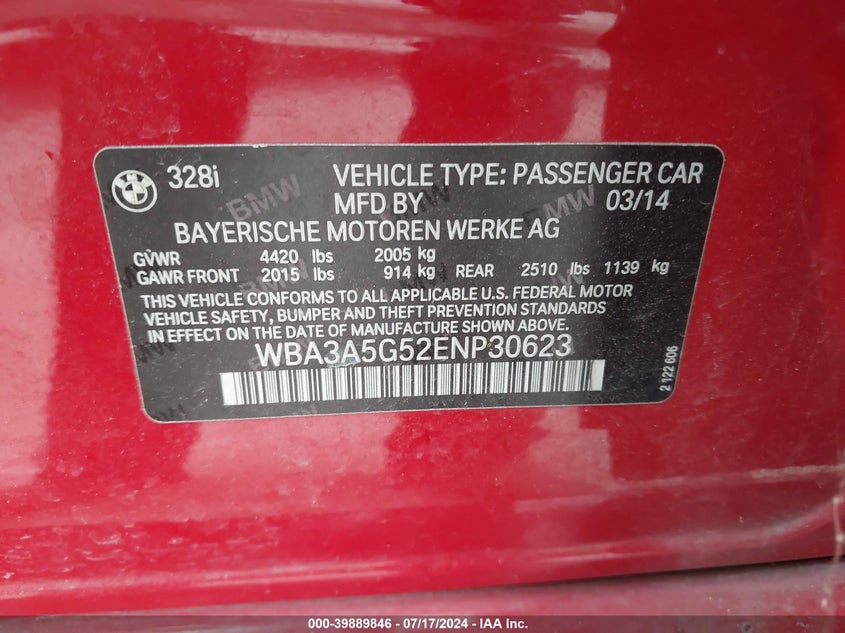 BMW 328i VEHICLE TYPE: PASSENGER CAR
MFD BY 03/14
BAYERISCHE MOTOREN WERKE AG
GVWR 4420 lbs 2005 kg
GAWR FRONT 2015 lbs 914 kg REAR 2510 lbs 1139 kg
THIS VEHICLE CONFORMS TO ALL APPLICABLE U.S. FEDERAL MOTOR
VEHICLE SAFETY, BUMPER AND THEFT PREVENTION STANDARDS
IN EFFECT ON THE DATE OF MANUFACTURE SHOWN ABOVE.
WBA3A5G52ENP30623
2 122 606
000-39889846 - 07/17/2024 - IAA Inc.